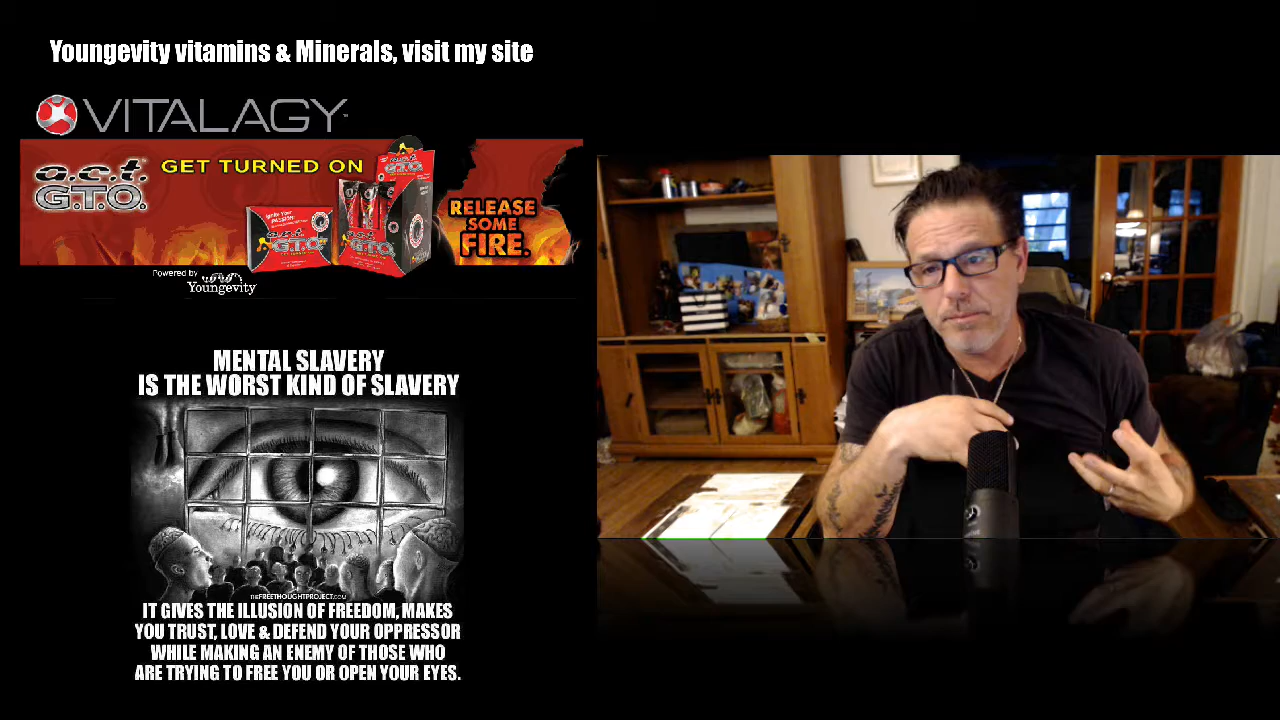 Youngevity vitamins & Minerals, visit my site
VITALAGY
a.c.t.
G.T.O.
GET TURNED ON
RELEASE
SOME
FIRE.
a.c.t.
G.T.O.
a.c.t.
G.T.O.
Powered by
Youngevity
MENTAL SLAVERY
IS THE WORST KIND OF SLAVERY
THEFREETHOUGHTPROJECT.COM
IT GIVES THE ILLUSION OF FREEDOM, MAKES
YOU TRUST, LOVE & DEFEND YOUR OPPRESSOR
WHILE MAKING AN ENEMY OF THOSE WHO
ARE TRYING TO FREE YOU OR OPEN YOUR EYES.